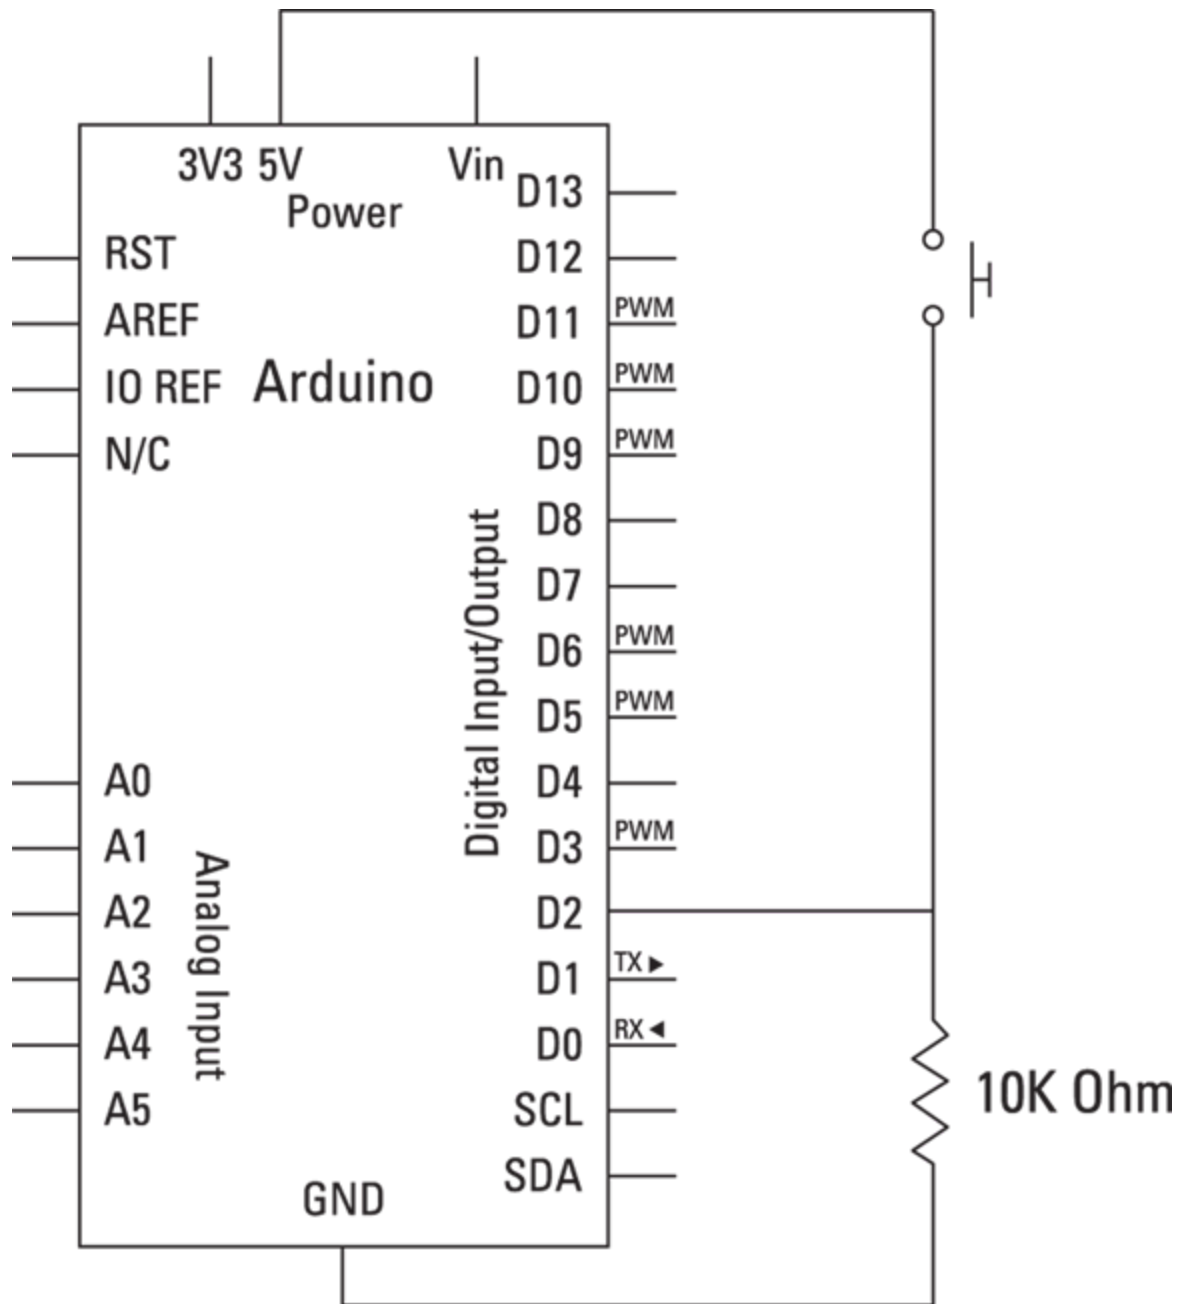 3V3 5V Vin
Power
RST
AREF
IO REF
N/C
Arduino
A0
A1
A2
A3
A4
A5
Analog Input
GND
Digital Input/Output
D13
D12
D11 PWM
D10 PWM
D9 PWM
D8
D7
D6 PWM
D5 PWM
D4
D3 PWM
D2
D1 TX ▶
D0 RX ◀
SCL
SDA
10K Ohm